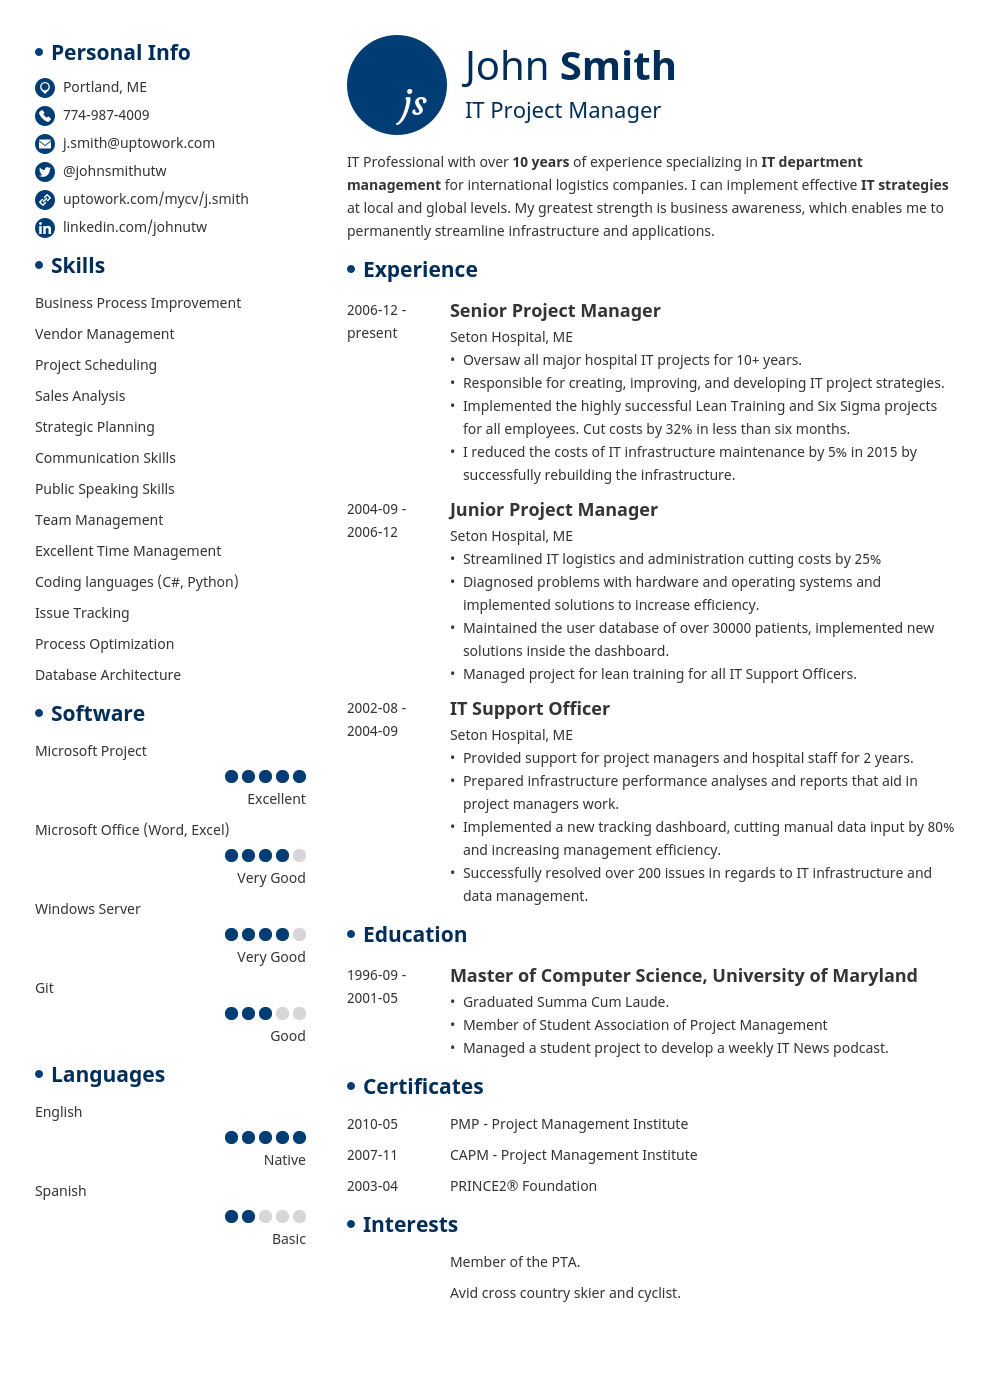 Personal Info
Portland, ME
774-987-4009
j.smith@uptowork.com
@johnsmithutw
uptowork.com/mycv/j.smith
linkedin.com/johnutw
Skills
Business Process Improvement
Vendor Management
Project Scheduling
Sales Analysis
Strategic Planning
Communication Skills
Public Speaking Skills
Team Management
Excellent Time Management
Coding languages (C#, Python)
Issue Tracking
Process Optimization
Database Architecture
Software
Microsoft Project
Excellent
Microsoft Office (Word, Excel)
Very Good
Windows Server
Very Good
Git
Good
Languages
English
Native
Spanish
Basic
js
John Smith
IT Project Manager
IT Professional with over 10 years of experience specializing in IT department
management for international logistics companies. I can implement effective IT strategies
at local and global levels. My greatest strength is business awareness, which enables me to
permanently streamline infrastructure and applications.
Experience
2006-12 -
present
Senior Project Manager
Seton Hospital, ME
• Oversaw all major hospital IT projects for 10+ years.
• Responsible for creating, improving, and developing IT project strategies.
• Implemented the highly successful Lean Training and Six Sigma projects
for all employees. Cut costs by 32% in less than six months.
• I reduced the costs of IT infrastructure maintenance by 5% in 2015 by
successfully rebuilding the infrastructure.
2004-09 -
2006-12
Junior Project Manager
Seton Hospital, ME
• Streamlined IT logistics and administration cutting costs by 25%
• Diagnosed problems with hardware and operating systems and
implemented solutions to increase efficiency.
• Maintained the user database of over 30000 patients, implemented new
solutions inside the dashboard.
• Managed project for lean training for all IT Support Officers.
2002-08 -
2004-09
IT Support Officer
Seton Hospital, ME
• Provided support for project managers and hospital staff for 2 years.
• Prepared infrastructure performance analyses and reports that aid in
project managers work.
• Implemented a new tracking dashboard, cutting manual data input by 80%
and increasing management efficiency.
• Successfully resolved over 200 issues in regards to IT infrastructure and
data management.
Education
1996-09 -
2001-05
Master of Computer Science, University of Maryland
• Graduated Summa Cum Laude.
• Member of Student Association of Project Management
• Managed a student project to develop a weekly IT News podcast.
Certificates
2010-05 PMP - Project Management Institute
2007-11 CAPM - Project Management Institute
2003-04 PRINCE2® Foundation
Interests
Member of the PTA.
Avid cross country skier and cyclist.